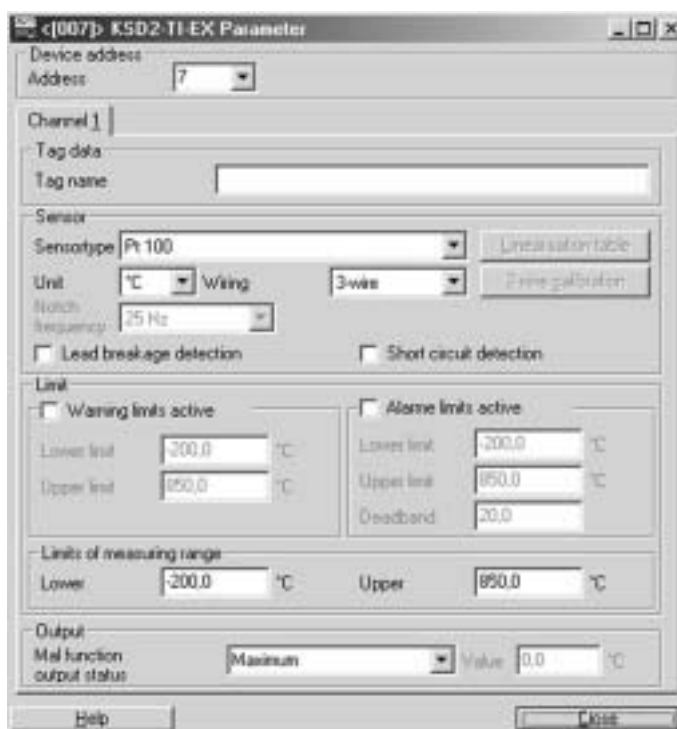 <[007]> KSD2-TI-EX Parameter
Device address
Address 7
Channel 1
Tag data
Tag name
Sensor
Sensortype Pt 100 Linearisation table
Unit °C Wiring 3-wire 2-wire calibration
Notch frequency 25 Hz
Lead breakage detection Short circuit detection
Limit
Warning limits active Alarme limits active
Lower limit -200,0 °C Lower limit -200,0 °C
Upper limit 850,0 °C Upper limit 850,0 °C
Deadband 20,0
Limits of measuring range
Lower -200,0 °C Upper 850,0 °C
Output
Mal function output status Maximum Value 0,0 °C
Help Close